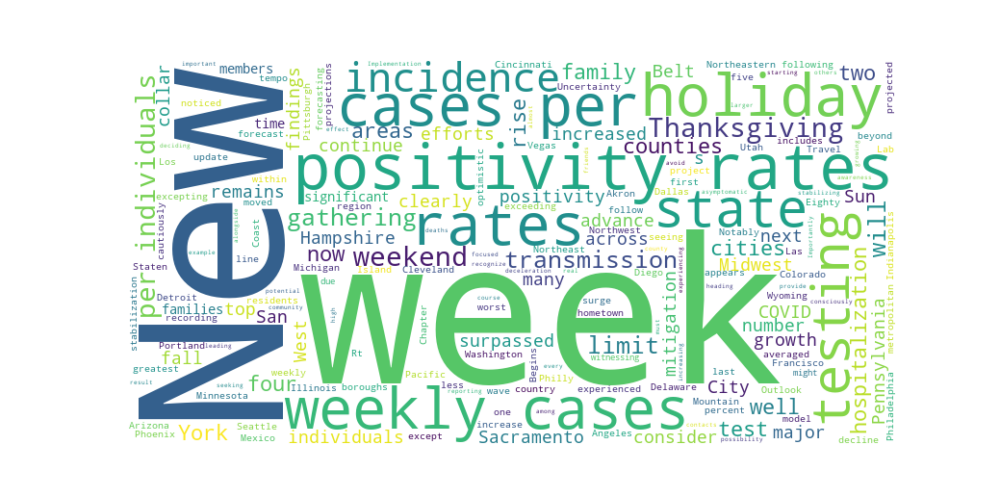 New
week
positivity rates
holiday
cases per
rates
state
testing
weekly cases
incidence
weekend
Thanksgiving
gathering
transmission
per individuals
hospitalization
Pennsylvania
mitigation
limit
cities
counties
Midwest
family
Belt
two
members
collar
findings
time
areas
efforts
continue
rise
increased
s
Sun
Will
remains
significant
clearly
positivity
advance
Hampshire
now
across
next
many
San
West
top
families
four
fall
York
surpassed
COVID
number
growth
City
well
test
major
consider
individuals
Sacramento
Implementation
Cincinnati
Northeastern
following
important
tempo
noticed
Pittsburgh
forecasting
projections
Uncertainty
five
starting
others
projected
larger
deciding
forecast
effect
update
Los
within
excepting
moved
cautiously
region
Coast
line
alongside
example
stabilization
Staten
Island
Michigan
Cleveland
Detroit
due
residents
recording
potential
community
Portland
leading
greatest
Minnesota
result
seeking
Arizona
Phoenix
Seattle
Mexico
high
Rt
weekly
Illinois
boroughs
Chapter
Pacific
Philly
reporting
wave
increase
one
except
among
Angeles
less
country
experienced
Delaware
every
witnessing
Washington
worst
hometown
course
surge
Begins
seeing
focused
recognize
deceleration
real
deaths
Northeast
Northwest
Diego
follow
Akron
exceeding
optimistic
Vegas
Dallas
first
project
includes
Utah
Travel
beyond
Lab
avoid
asymptomatic
stabilizing
Eighty
growing
awareness
Notably
Las
appears
heading
Colorado
provide
consciously
Wyoming
experiencing
averaged
Francisco
might
last
Outlook
Mountain
percent
model
decline
contacts
possibility
increasing
must
Importantly
metropolitan
Indianapolis
Philadelphia